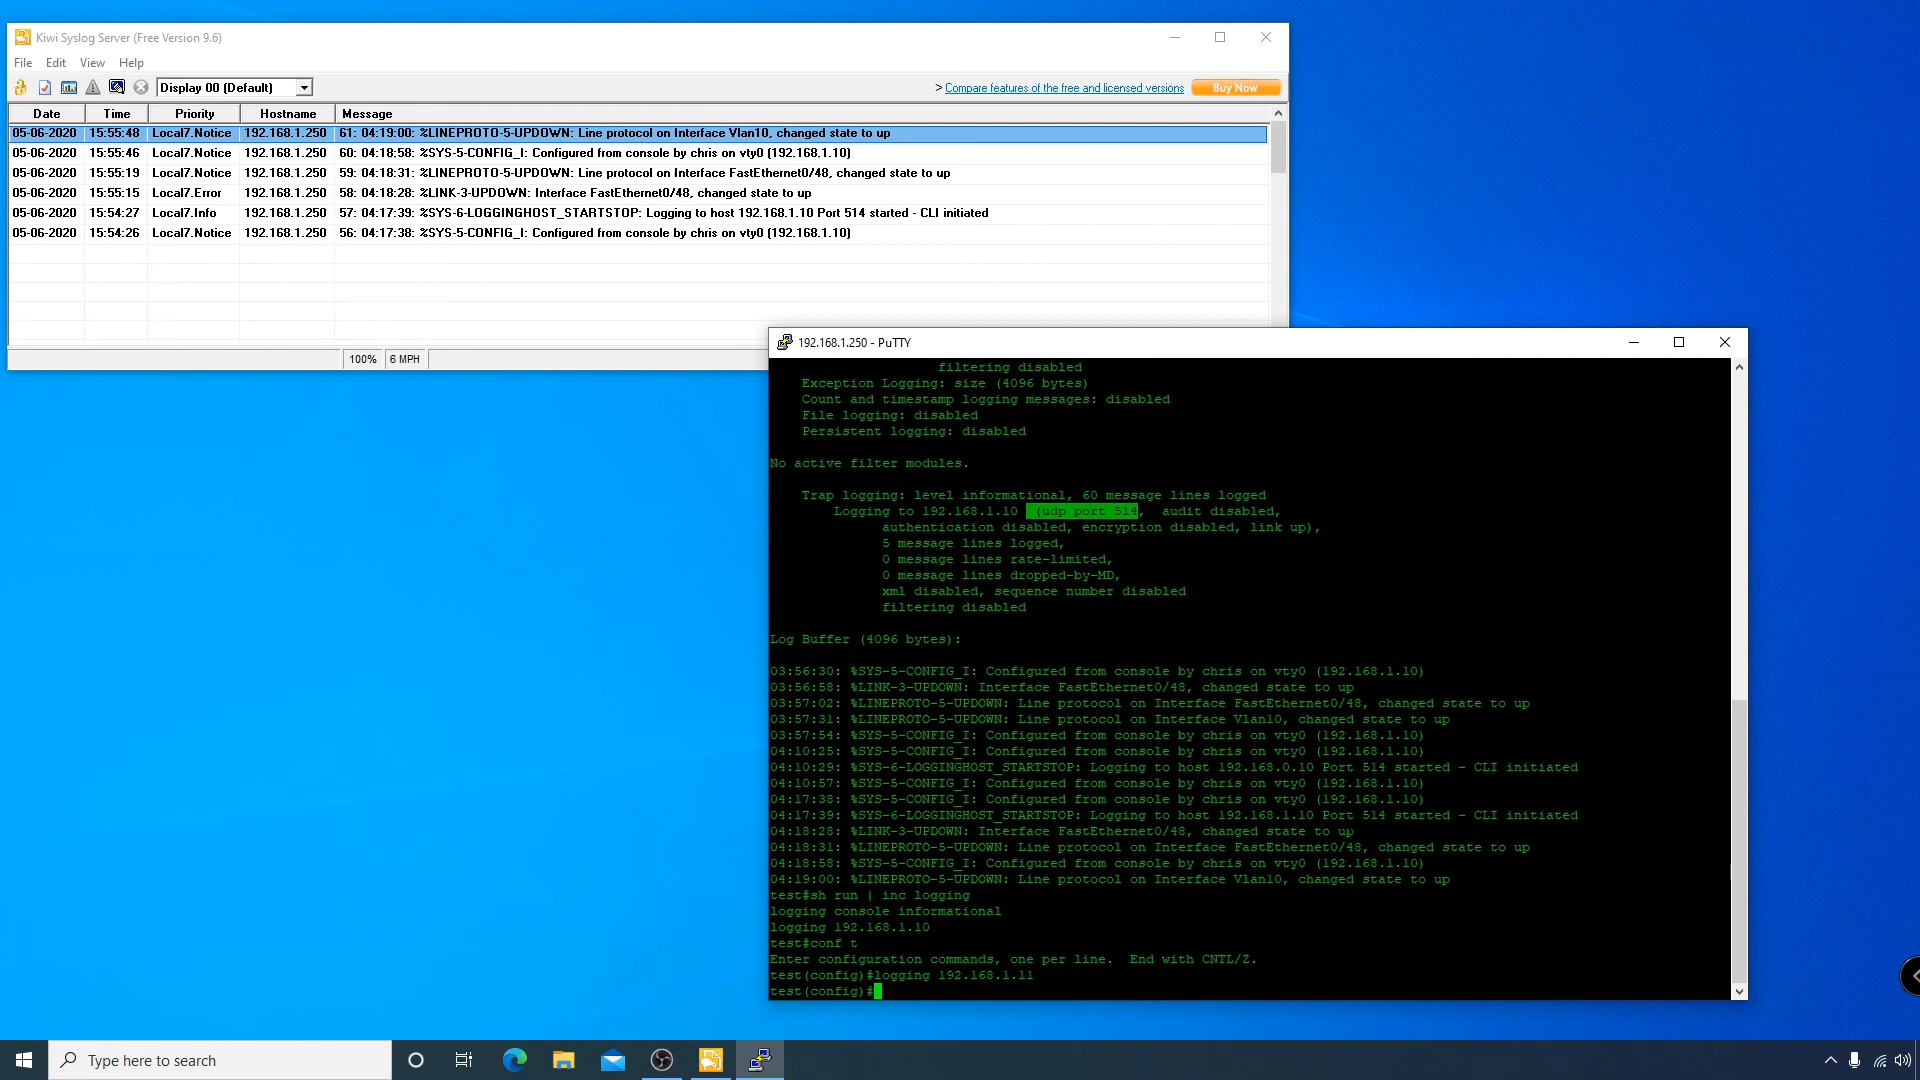 Kiwi Syslog Server (Free Version 9.6)
File Edit View Help
Display 00 (Default)
> Compare features of the free and licensed versions Buy Now
Date Time Priority Hostname Message
05-06-2020 15:55:48 Local7.Notice 192.168.1.250 61: 04:19:00: %LINEPROTO-5-UPDOWN: Line protocol on Interface Vlan10, changed state to up
05-06-2020 15:55:46 Local7.Notice 192.168.1.250 60: 04:18:58: %SYS-5-CONFIG_I: Configured from console by chris on vty0 (192.168.1.10)
05-06-2020 15:55:19 Local7.Notice 192.168.1.250 59: 04:18:31: %LINEPROTO-5-UPDOWN: Line protocol on Interface FastEthernet0/48, changed state to up
05-06-2020 15:55:15 Local7.Error 192.168.1.250 58: 04:18:28: %LINK-3-UPDOWN: Interface FastEthernet0/48, changed state to up
05-06-2020 15:54:27 Local7.Info 192.168.1.250 57: 04:17:39: %SYS-6-LOGGINGHOST_STARTSTOP: Logging to host 192.168.1.10 Port 514 started - CLI initiated
05-06-2020 15:54:26 Local7.Notice 192.168.1.250 56: 04:17:38: %SYS-5-CONFIG_I: Configured from console by chris on vty0 (192.168.1.10)
100% 6 MPH
192.168.1.250 - PuTTY
filtering disabled
Exception Logging: size (4096 bytes)
Count and timestamp logging messages: disabled
File logging: disabled
Persistent logging: disabled
No active filter modules.
Trap logging: level informational, 60 message lines logged
Logging to 192.168.1.10 (udp port 514, audit disabled,
authentication disabled, encryption disabled, link up),
5 message lines logged,
0 message lines rate-limited,
0 message lines dropped-by-MD,
xml disabled, sequence number disabled
filtering disabled
Log Buffer (4096 bytes):
03:56:30: %SYS-5-CONFIG_I: Configured from console by chris on vty0 (192.168.1.10)
03:56:58: %LINK-3-UPDOWN: Interface FastEthernet0/48, changed state to up
03:57:02: %LINEPROTO-5-UPDOWN: Line protocol on Interface FastEthernet0/48, changed state to up
03:57:31: %LINEPROTO-5-UPDOWN: Line protocol on Interface Vlan10, changed state to up
03:57:54: %SYS-5-CONFIG_I: Configured from console by chris on vty0 (192.168.1.10)
04:10:25: %SYS-5-CONFIG_I: Configured from console by chris on vty0 (192.168.1.10)
04:10:29: %SYS-6-LOGGINGHOST_STARTSTOP: Logging to host 192.168.0.10 Port 514 started - CLI initiated
04:10:57: %SYS-5-CONFIG_I: Configured from console by chris on vty0 (192.168.1.10)
04:17:38: %SYS-5-CONFIG_I: Configured from console by chris on vty0 (192.168.1.10)
04:17:39: %SYS-6-LOGGINGHOST_STARTSTOP: Logging to host 192.168.1.10 Port 514 started - CLI initiated
04:18:28: %LINK-3-UPDOWN: Interface FastEthernet0/48, changed state to up
04:18:31: %LINEPROTO-5-UPDOWN: Line protocol on Interface FastEthernet0/48, changed state to up
04:18:58: %SYS-5-CONFIG_I: Configured from console by chris on vty0 (192.168.1.10)
04:19:00: %LINEPROTO-5-UPDOWN: Line protocol on Interface Vlan10, changed state to up
test#sh run | inc logging
logging console informational
logging 192.168.1.10
test#conf t
Enter configuration commands, one per line.  End with CNTL/Z.
test(config)#logging 192.168.1.11
test(config)#
Type here to search